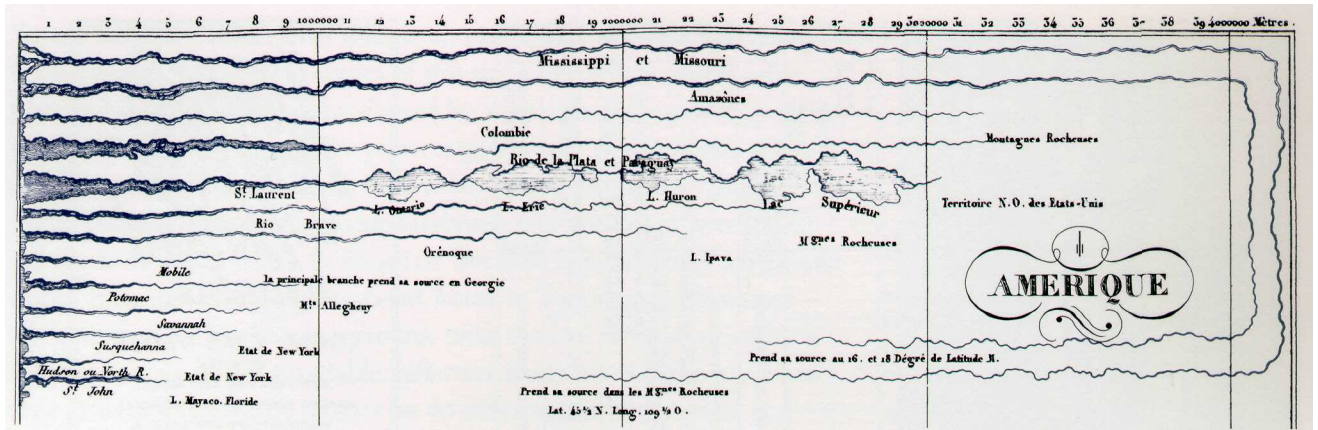 1 2 3 4 5 6 7 8 9 1000000 11 12 13 14 15 16 17 18 19 2000000 21 22 23 24 25 26 27 28 29 3000000 31 32 33 34 35 36 37 38 39 4000000 Mètres.
Mississippi et Missouri
Amazônes
Colombie
Montagnes Rocheuses
Rio de la Plata et Paraguay
St. Laurent
L. Ontario
L. Erie
L. Huron
Lac Supérieur
Territoire N. O. des Etats-Unis
Rio Brave
MSgnes Rocheuses
Orénoque
L. Ipava
Mobile
la principale branche prend sa source en Georgie
AMERIQUE
Potomac
Mts Allegheny
Savannah
Susquehanna
Etat de New York
Prend sa source au 16. et 18 Dégré de Latitude M.
Hudson ou North R.
Etat de New York
Prend sa source dans les MSgnes Rocheuses
St. John
L. Mayaco. Floride
Lat. 45 1/2 N. Long. 109 1/2 O.